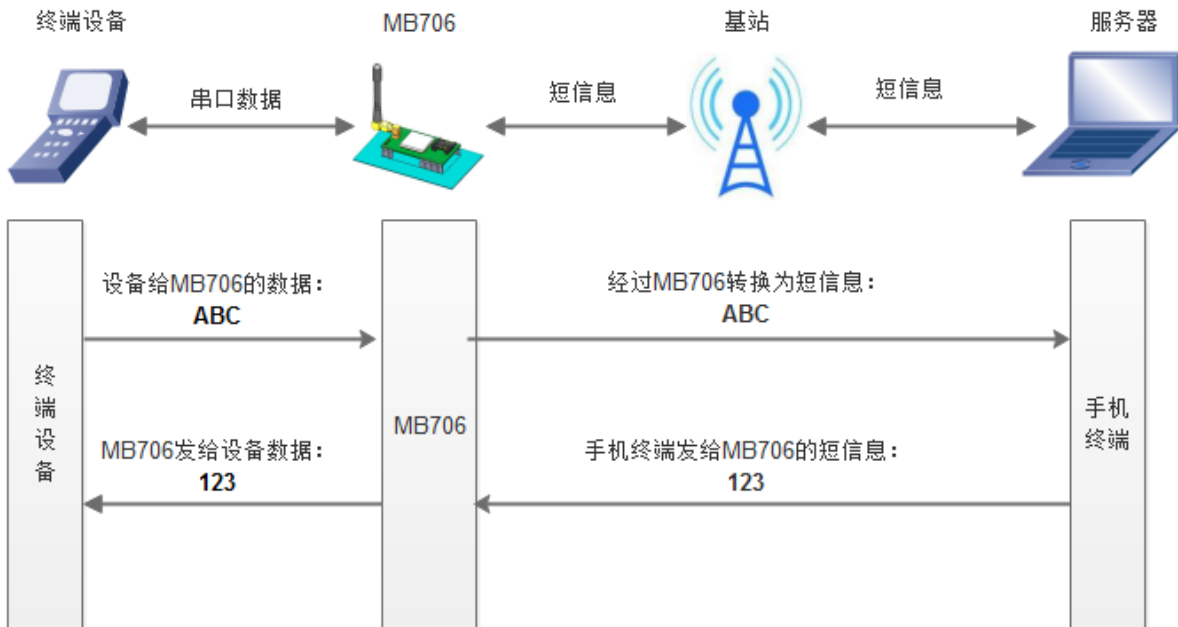 终端设备
MB706
基站
服务器
串口数据
短信息
短信息
设备给MB706的数据：
ABC
经过MB706转换为短信息：
ABC
终端设备
MB706
手机
终端
MB706发给设备数据：
123
手机终端发给MB706的短信息：
123